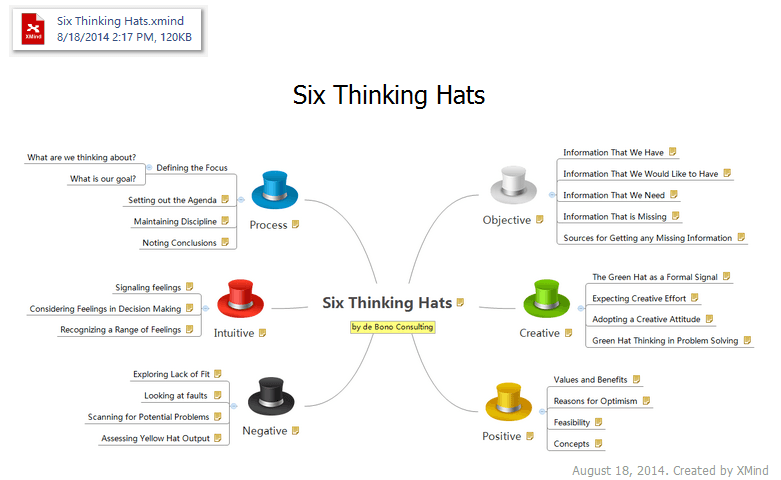 Six Thinking Hats.xmind
XMind
8/18/2014 2:17 PM, 120KB
Six Thinking Hats
What are we thinking about?
What is our goal?
Defining the Focus
Setting out the Agenda
Maintaining Discipline
Noting Conclusions
Process
Signaling feelings
Considering Feelings in Decision Making
Recognizing a Range of Feelings
Intuitive
Exploring Lack of Fit
Looking at faults
Scanning for Potential Problems
Assessing Yellow Hat Output
Negative
Six Thinking Hats
by de Bono Consulting
Objective
Information That We Have
Information That We Would Like to Have
Information That We Need
Information That is Missing
Sources for Getting any Missing Information
Creative
The Green Hat as a Formal Signal
Expecting Creative Effort
Adopting a Creative Attitude
Green Hat Thinking in Problem Solving
Positive
Values and Benefits
Reasons for Optimism
Feasibility
Concepts
August 18, 2014. Created by XMind